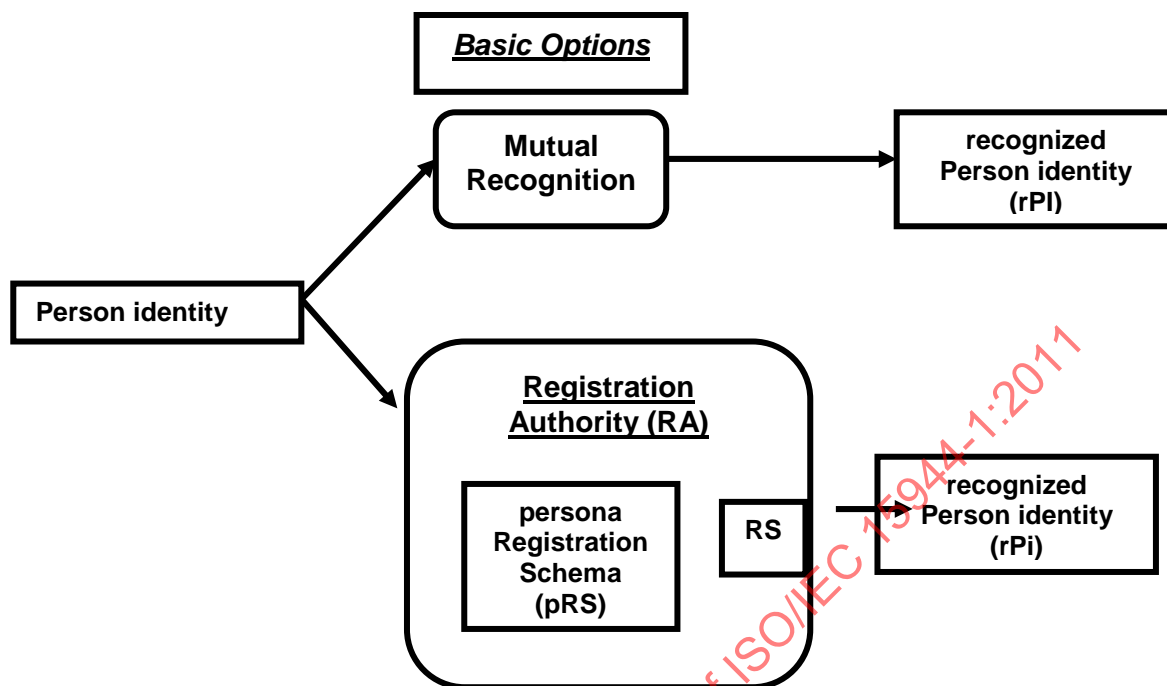 Basic Options
Mutual
Recognition
recognized
Person identity
(rPI)
Person identity
Registration
Authority (RA)
persona
Registration
Schema
(pRS)
RS
recognized
Person identity
(rPi)
of ISO/IEC 15944-1:2011